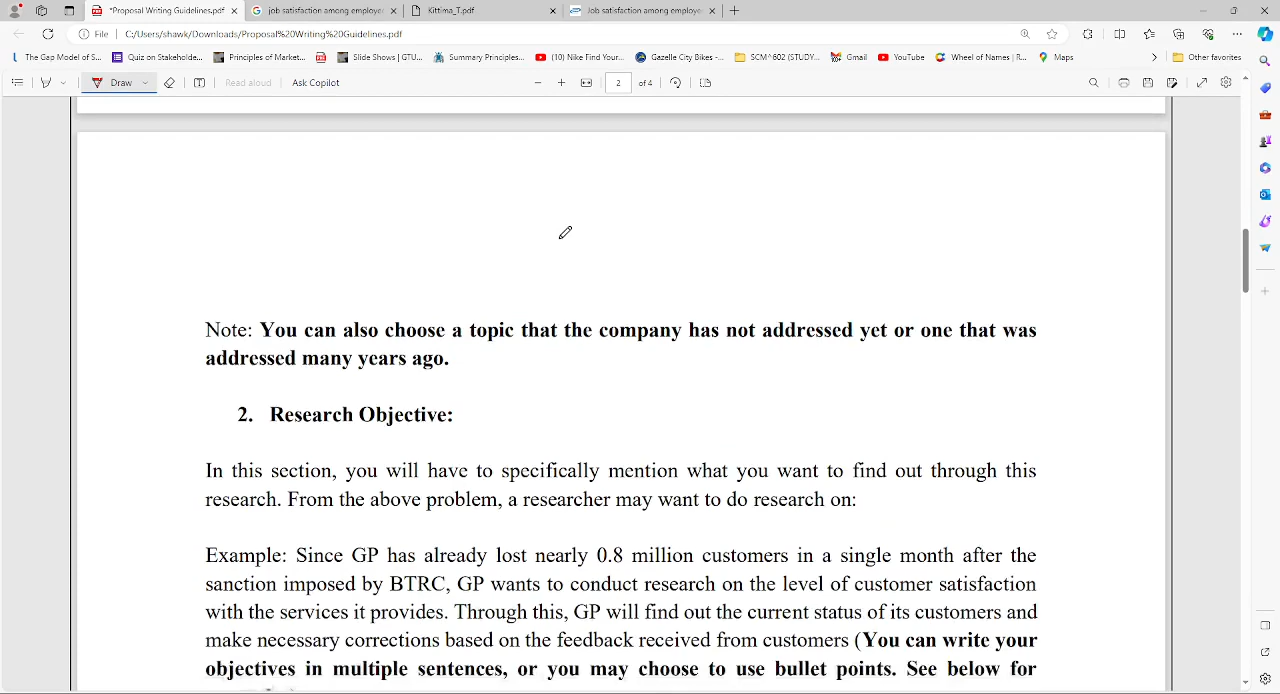 *Proposal Writing Guidelines.pdf
job satisfaction among employee
Kittima_T.pdf
Job satisfaction among employe
File
C:/Users/shawk/Downloads/Proposal%20Writing%20Guidelines.pdf
The Gap Model of S...
Quiz on Stakehold...
Principles of Market...
Slide Shows | GTU...
Summary Principles...
(10) Nike Find Your...
Gazelle City Bikes -...
SCM^602 (STUDY...
Gmail
YouTube
Wheel of Names | R...
Maps
Other favorites
Draw
Read aloud
Ask Copilot
2
of 4
Note: You can also choose a topic that the company has not addressed yet or one that was
addressed many years ago.
2. Research Objective:
In this section, you will have to specifically mention what you want to find out through this
research. From the above problem, a researcher may want to do research on:
Example: Since GP has already lost nearly 0.8 million customers in a single month after the
sanction imposed by BTRC, GP wants to conduct research on the level of customer satisfaction
with the services it provides. Through this, GP will find out the current status of its customers and
make necessary corrections based on the feedback received from customers (You can write your
objectives in multiple sentences, or you may choose to use bullet points. See below for